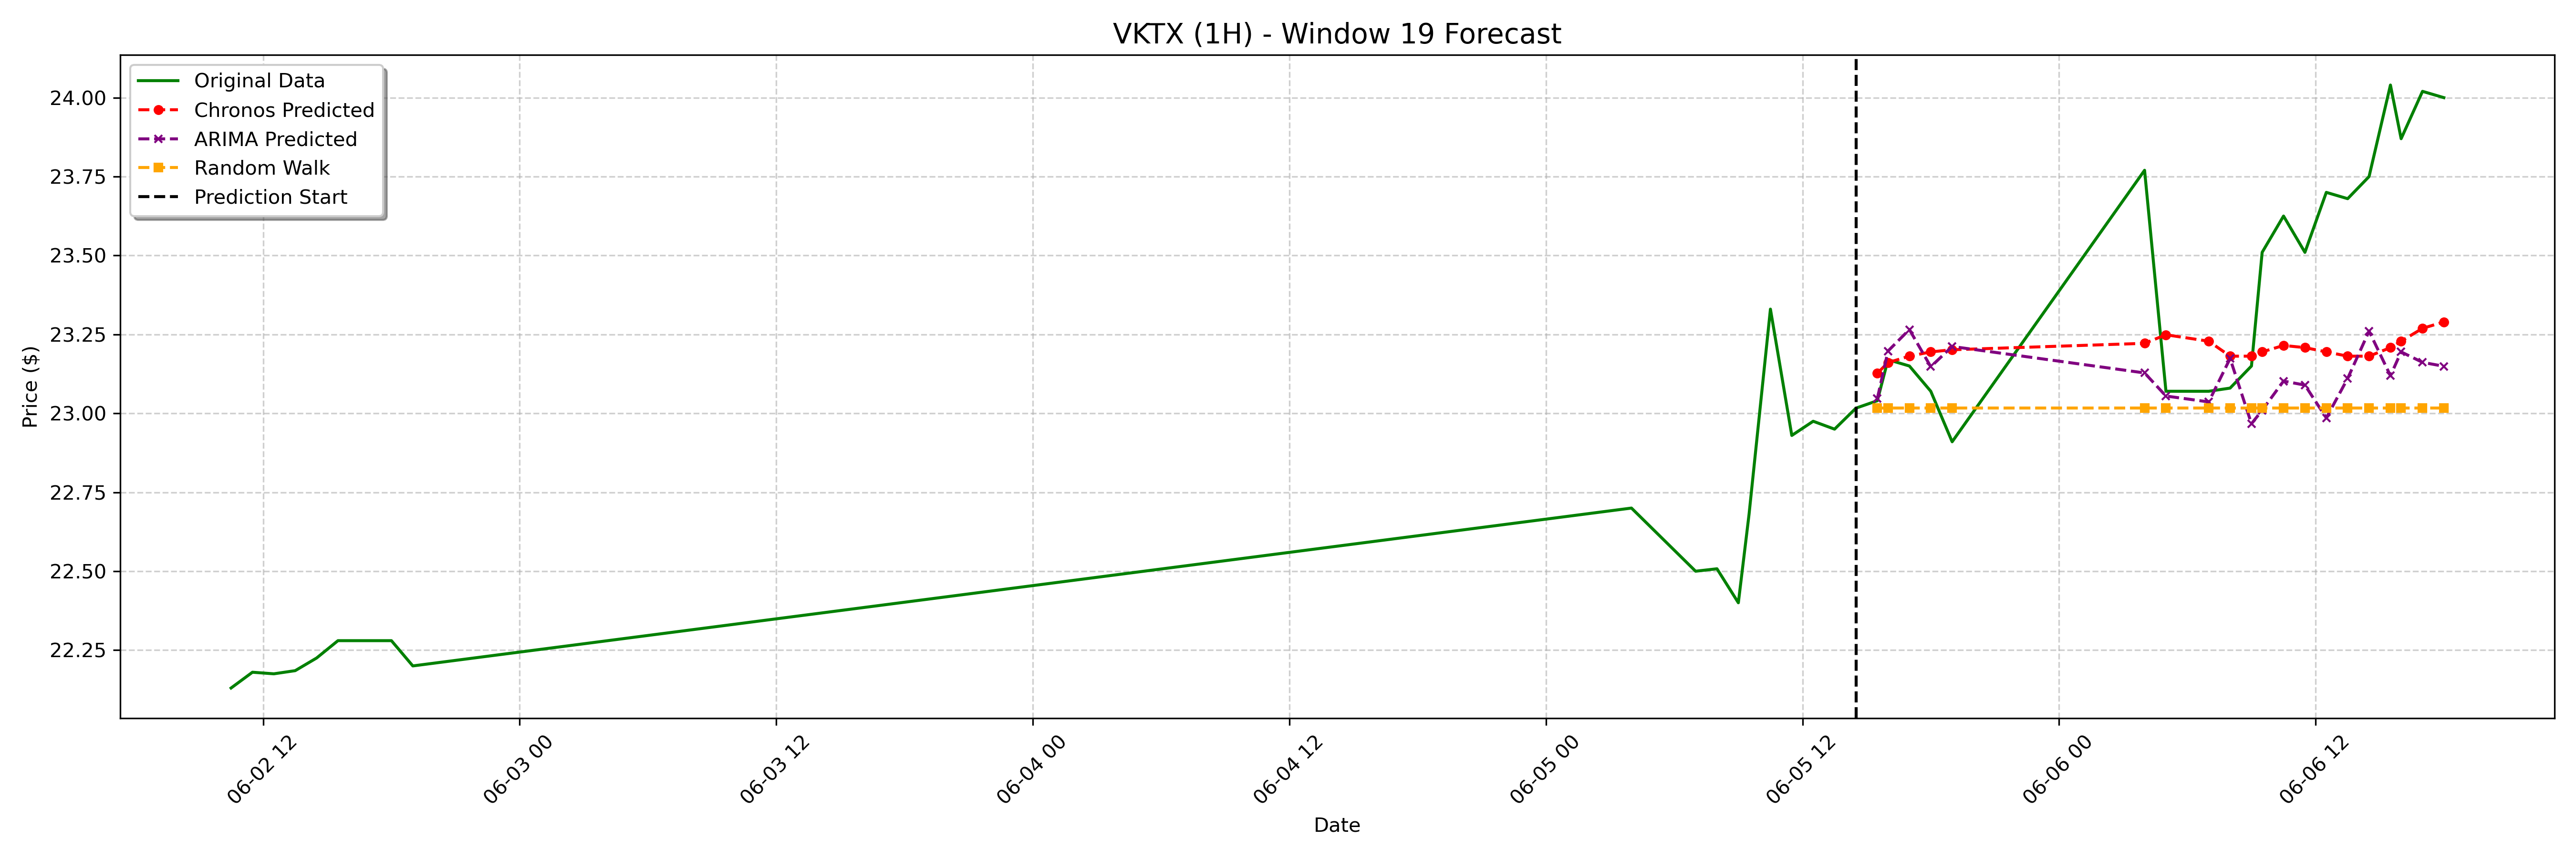 VKTX (1H) - Window 19 Forecast
Original Data
Chronos Predicted
ARIMA Predicted
Random Walk
Prediction Start
24.00
23.75
23.50
23.25
23.00
22.75
22.50
22.25
Price ($)
06-02 12
06-03 00
06-03 12
06-04 00
06-04 12
06-05 00
06-05 12
06-06 00
06-06 12
Date